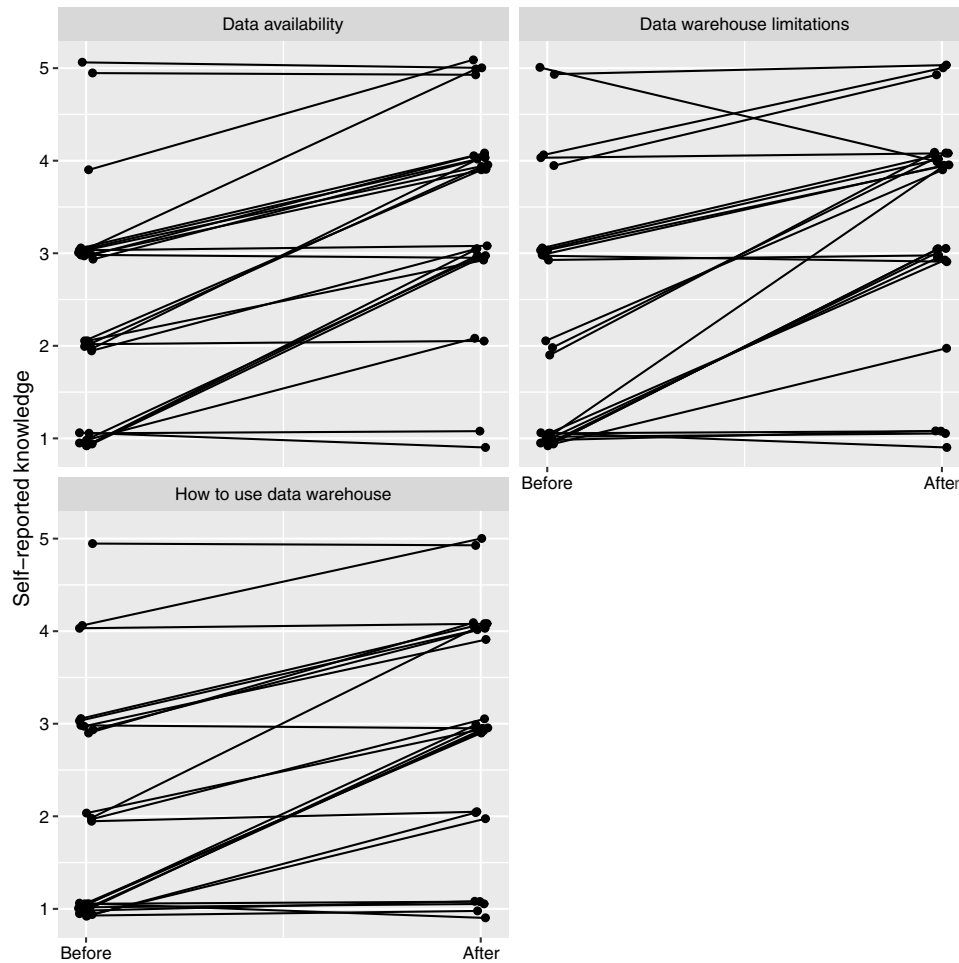 Data availability
Data warehouse limitations
5
4
3
2
1
Before
After
How to use data warehouse
5
4
3
2
1
Before
After
Self−reported knowledge